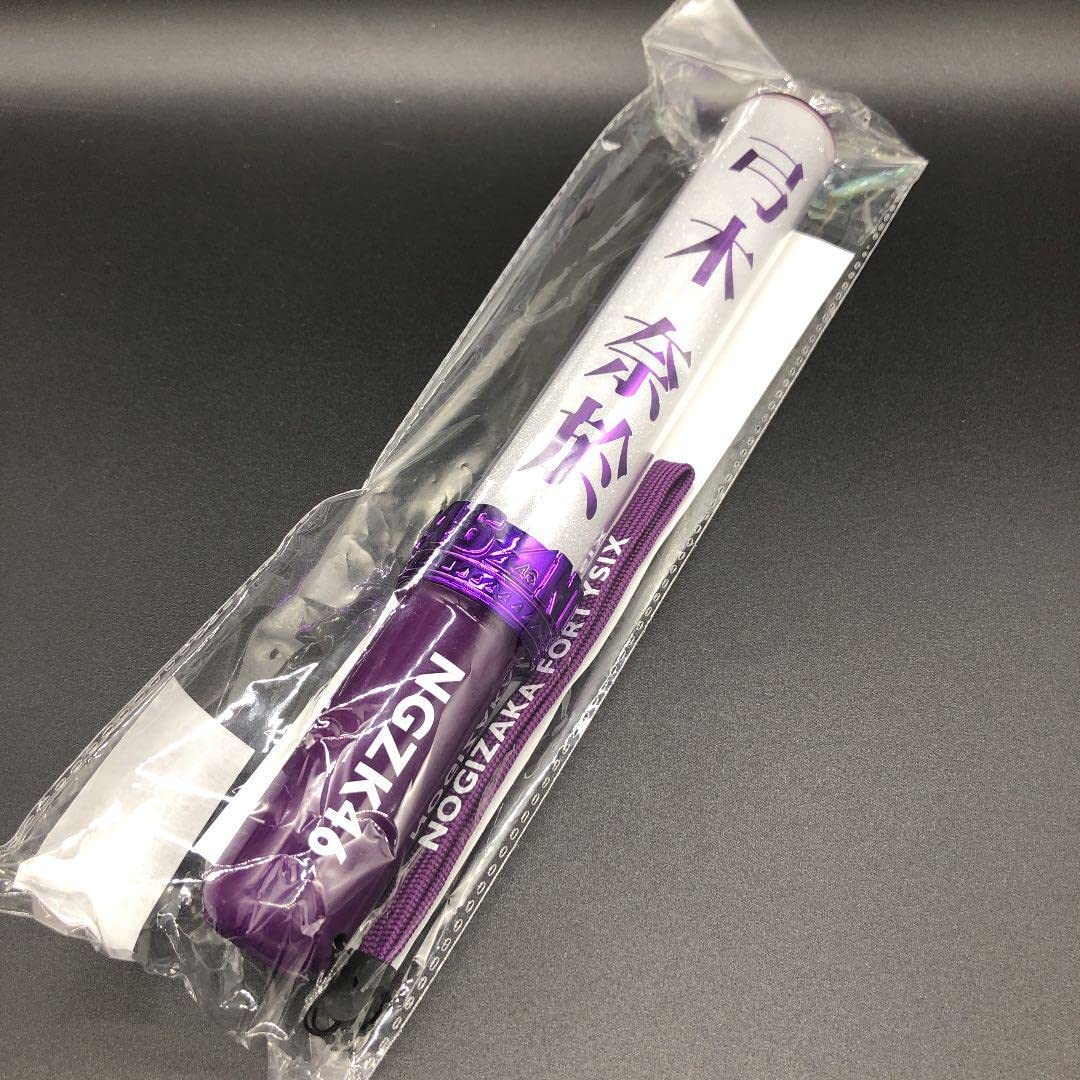 弓木
奈於
NGZK46
NOGIZAKA FORTYSIX